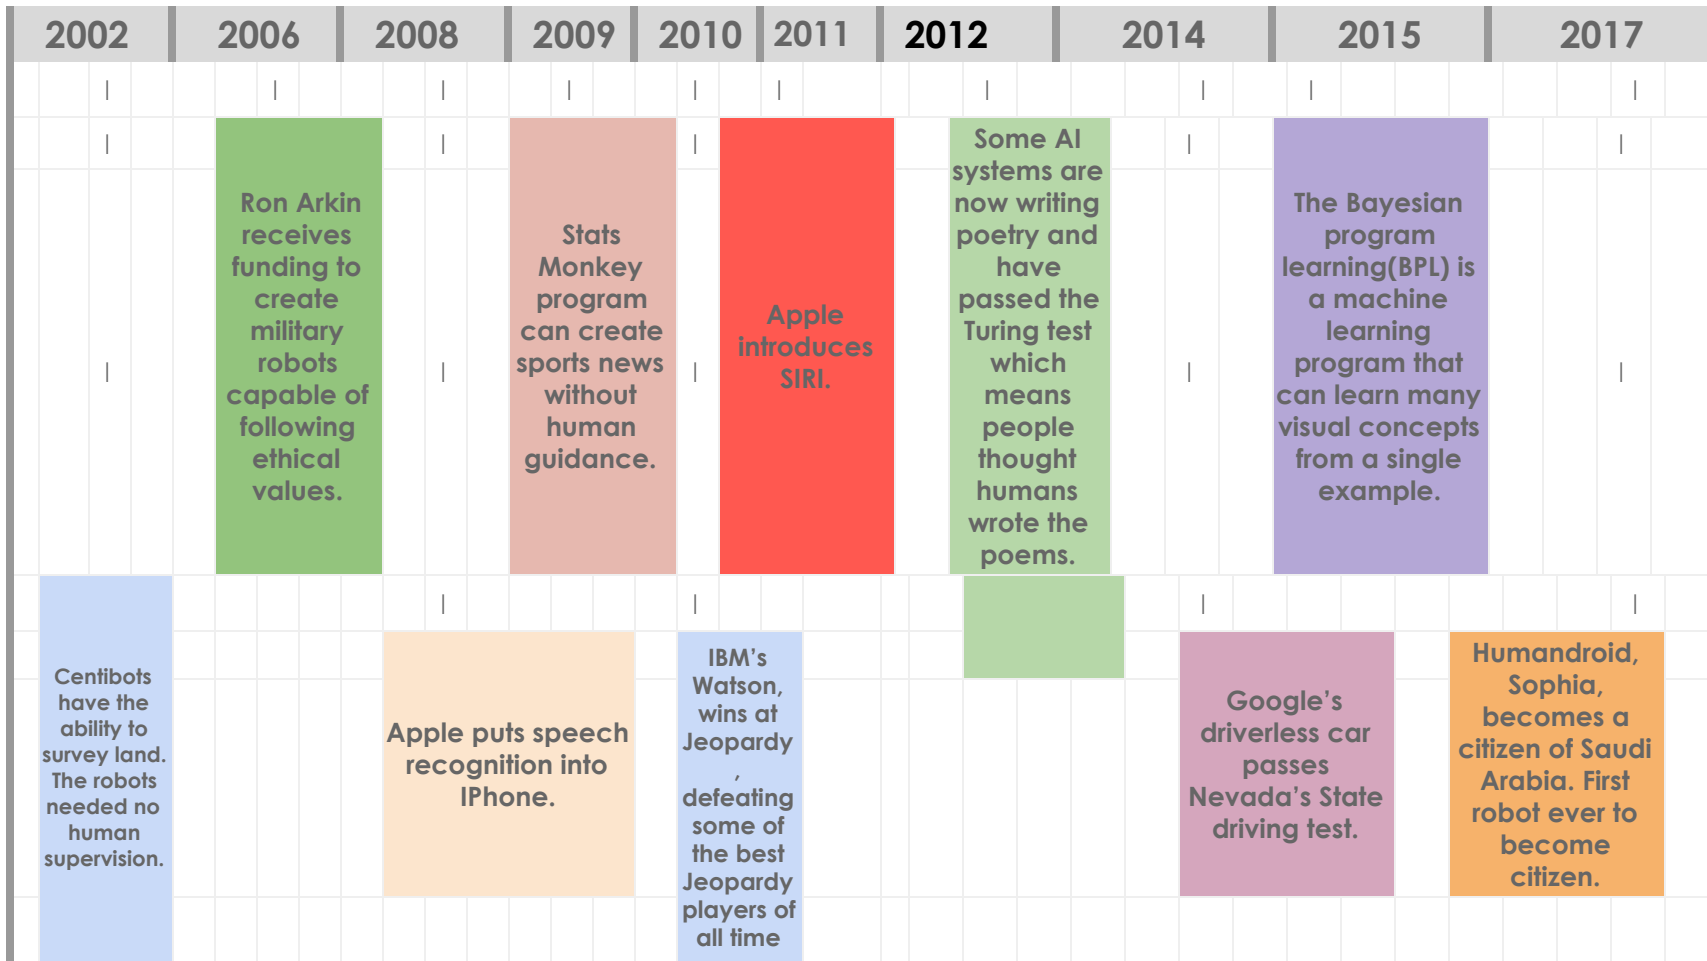 2002 2006 2008 2009 2010 2011 2012 2014 2015 2017
Ron Arkin
receives
funding to
create
military
robots
capable of
following
ethical
values.
Stats
Monkey
program
can create
sports news
without
human
guidance.
Apple
introduces
SIRI.
Some AI
systems are
now writing
poetry and
have
passed the
Turing test
which
means
people
thought
humans
wrote the
poems.
The Bayesian
program
learning(BPL) is
a machine
learning
program that
can learn many
visual concepts
from a single
example.
Centibots
have the
ability to
survey land.
The robots
needed no
human
supervision.
Apple puts speech
recognition into
IPhone.
IBM’s
Watson,
wins at
Jeopardy
,
defeating
some of
the best
Jeopardy
players of
all time
Google’s
driverless car
passes
Nevada’s State
driving test.
Humandroid,
Sophia,
becomes a
citizen of Saudi
Arabia. First
robot ever to
become
citizen.